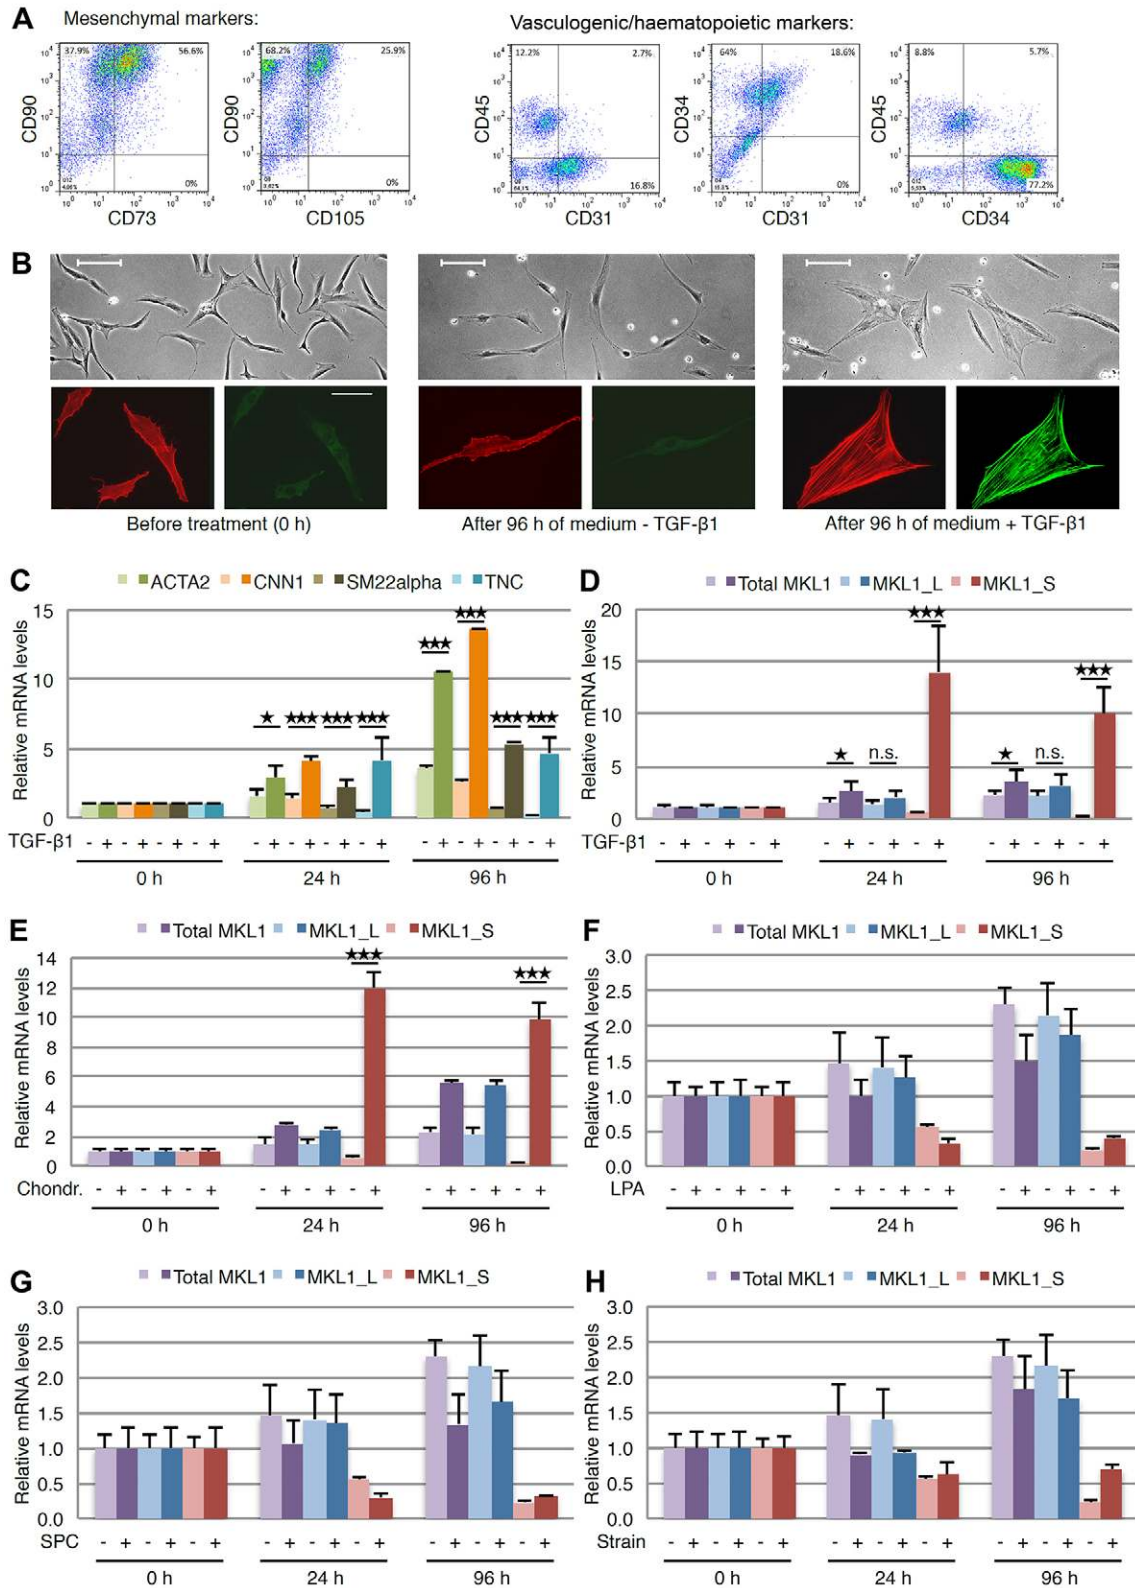 A
Mesenchymal markers:
Vasculogenic/haematopoietic markers:
37.9% 56.6%
0%
CD90
CD73
68.2% 25.9%
0%
CD90
CD105
12.2% 2.7%
16.8%
CD45
CD31
64% 18.6%
0%
CD34
CD31
8.8% 5.7%
77.2%
CD45
CD34
B
Before treatment (0 h)
After 96 h of medium - TGF-β1
After 96 h of medium + TGF-β1
C
ACTA2 CNN1 SM22alpha TNC
Relative mRNA levels
15
10
5
0
★ ★★★ ★★★ ★★★
★★★ ★★★ ★★★ ★★★
TGF-β1 - + - + - + - + - + - + - + - + - + - + - + - +
0 h 24 h 96 h
D
Total MKL1 MKL1_L MKL1_S
Relative mRNA levels
20
15
10
5
0
★ n.s. ★★★
★ n.s. ★★★
TGF-β1 - + - + - + - + - + - + - + - + - +
0 h 24 h 96 h
E
Total MKL1 MKL1_L MKL1_S
Relative mRNA levels
14
12
10
8
6
4
2
0
★★★ ★★★
Chondr. - + - + - + - + - + - + - + - + - +
0 h 24 h 96 h
F
Total MKL1 MKL1_L MKL1_S
Relative mRNA levels
3.0
2.5
2.0
1.5
1.0
0.5
0.0
LPA - + - + - + - + - + - + - + - + - +
0 h 24 h 96 h
G
Total MKL1 MKL1_L MKL1_S
Relative mRNA levels
3.0
2.5
2.0
1.5
1.0
0.5
0.0
SPC - + - + - + - + - + - + - + - + - +
0 h 24 h 96 h
H
Total MKL1 MKL1_L MKL1_S
Relative mRNA levels
3.0
2.5
2.0
1.5
1.0
0.5
0.0
Strain - + - + - + - + - + - + - + - + - +
0 h 24 h 96 h